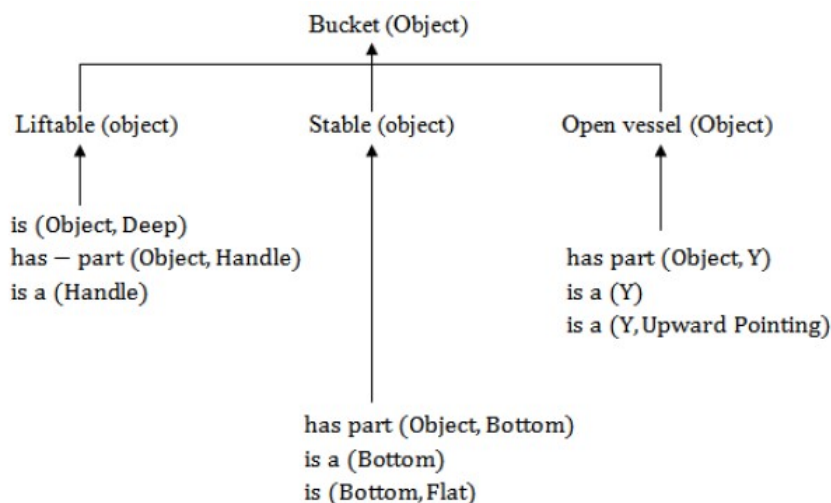 Bucket (Object)
Liftable (object)
Stable (object)
Open vessel (Object)
is (Object, Deep)
has − part (Object, Handle)
is a (Handle)
has part (Object, Y)
is a (Y)
is a (Y, Upward Pointing)
has part (Object, Bottom)
is a (Bottom)
is (Bottom, Flat)